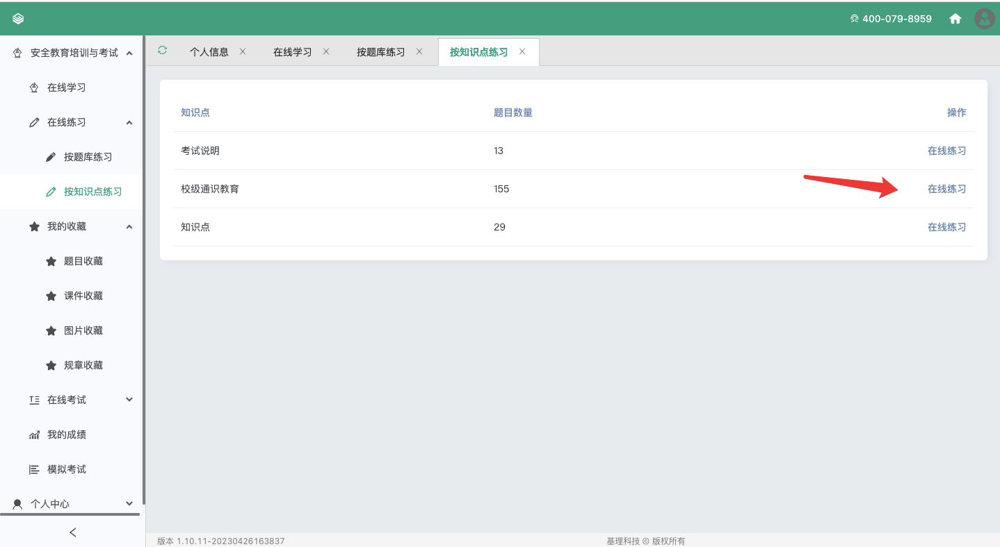 400-079-8959
安全教育培训与考试
在线学习
在线练习
按题库练习
按知识点练习
我的收藏
题目收藏
课件收藏
图片收藏
规章收藏
在线考试
我的成绩
模拟考试
个人中心
个人信息 在线学习 按题库练习 按知识点练习
知识点 题目数量 操作
考试说明 13 在线练习
校级通识教育 155 在线练习
知识点 29 在线练习
版本 1.10.11-20230426163837 基理科技 © 版权所有